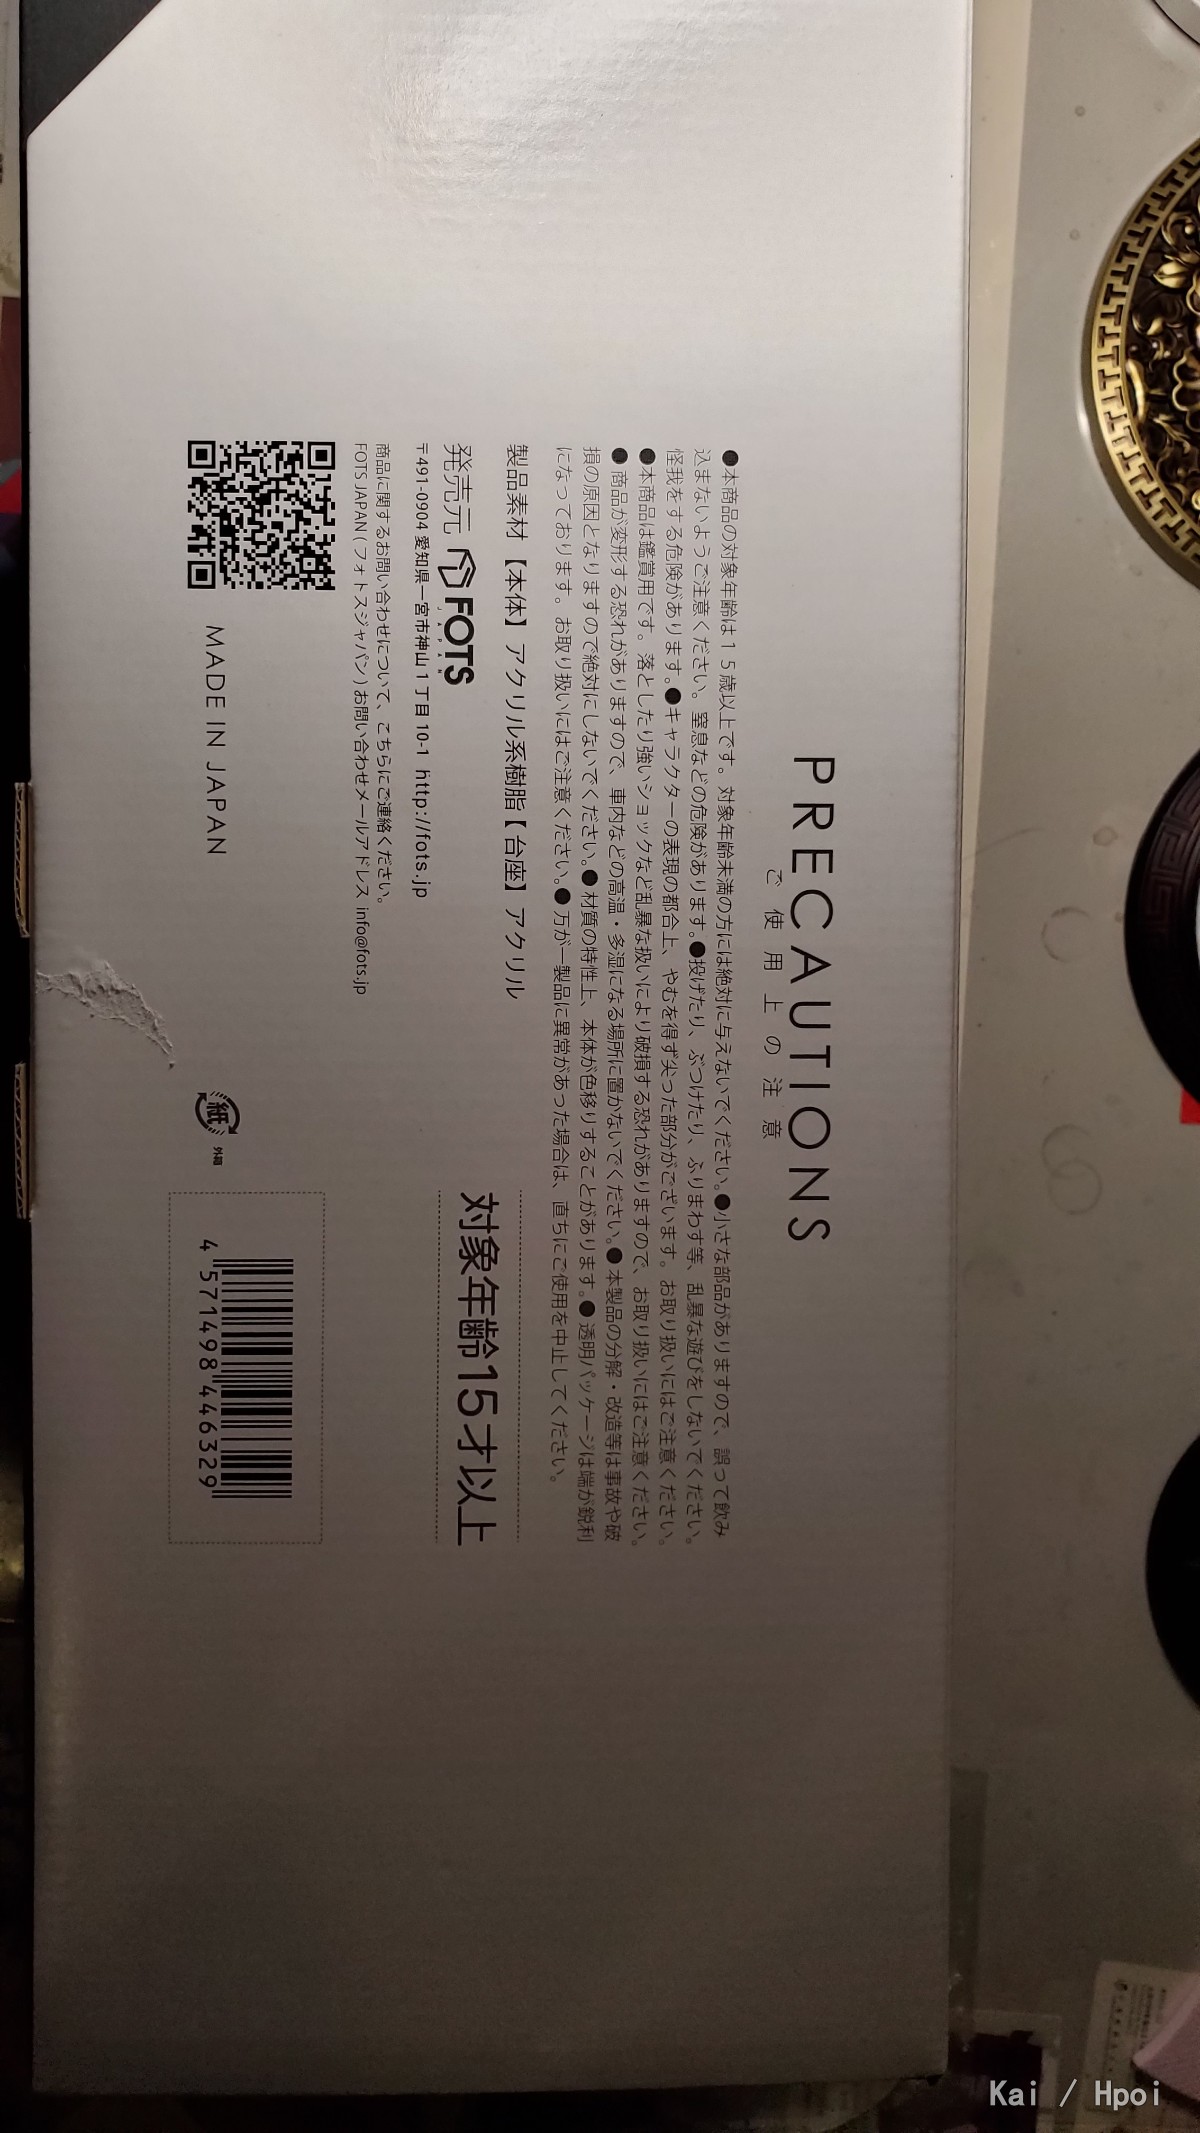 PRECAUTIONS
ご使用上の注意
●本商品の対象年齢は１５歳以上です。対象年齢未満の方には絶対に与えないでください。●小さな部品がありますので、誤って飲み
込まないようご注意ください。窒息などの危険があります。●投げたり、ぶつけたり、ふりまわす等、乱暴な遊びをしないでください。
怪我をする危険があります。●キャラクターの表現の都合上、やむを得ず尖った部分がございます。お取り扱いにはご注意ください。
●本商品は鑑賞用です。落としたり強いショックなど乱暴な扱いにより破損する恐れがありますので、お取り扱いにはご注意ください。
●商品が変形する恐れがありますので、車内などの高温・多湿になる場所に置かないでください。●本製品の分解・改造等は事故や破
損の原因となりますので絶対にしないでください。●材質の特性上、本体が色移りすることがあります。●透明パッケージは端が鋭利
になっております。お取り扱いにはご注意ください。●万が一製品に異常があった場合は、直ちにご使用を中止してください。
製品素材 【本体】アクリル系樹脂【台座】アクリル
発売元 FOTS
JAPAN
〒491-0904 愛知県一宮市神山1丁目10-1 http://fots.jp
商品に関するお問い合わせについて、こちらにご連絡ください。
FOTS JAPAN(フォトスジャパン)お問い合わせメールアドレス info@fots.jp
対象年齢15才以上
MADE IN JAPAN
紙
外箱
4 571498 446329
Kai / Hpoi